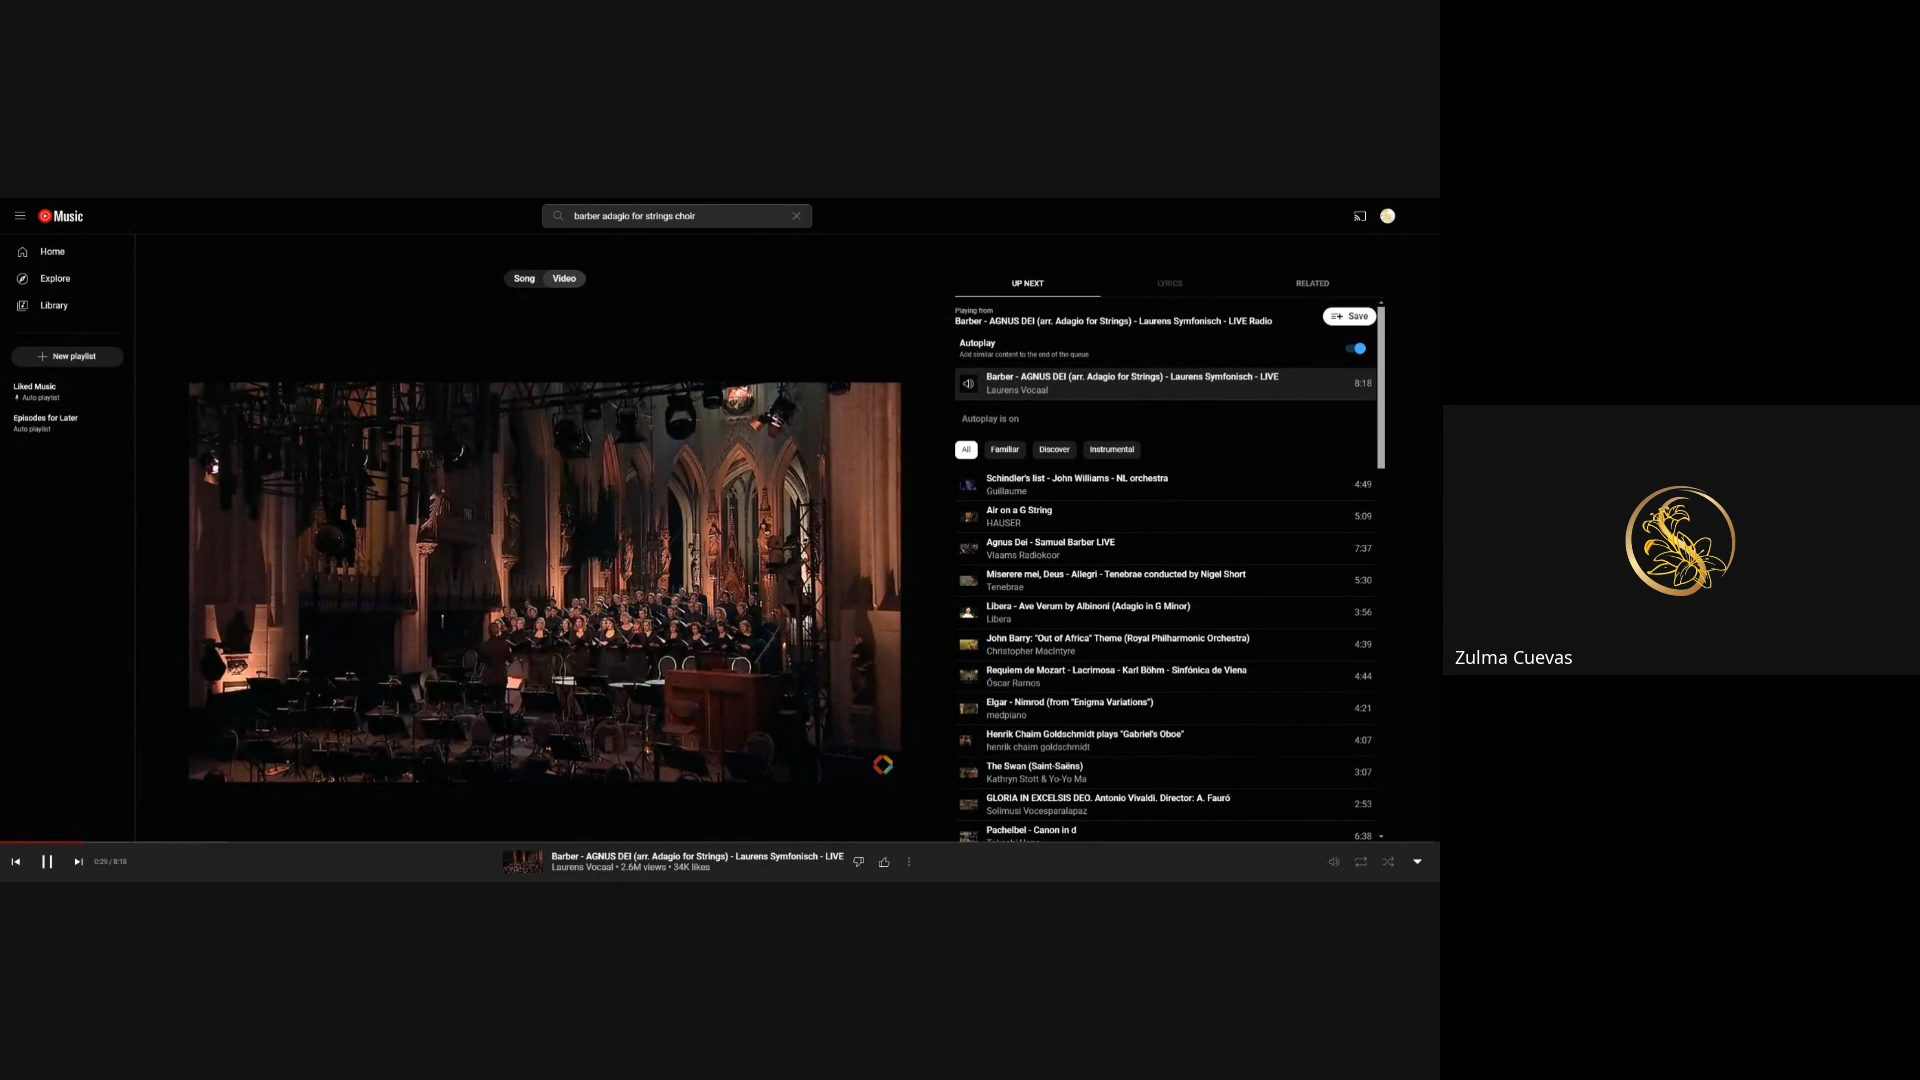 Music
barber adagio for strings choir
Home
Explore
Library
New playlist
Liked Music
Auto playlist
Episodes for Later
Auto playlist
Song
Video
UP NEXT
LYRICS
RELATED
Playing from
Barber - AGNUS DEI (arr. Adagio for Strings) - Laurens Symfonisch - LIVE Radio
Save
Autoplay
Add similar content to the end of the queue
Barber - AGNUS DEI (arr. Adagio for Strings) - Laurens Symfonisch - LIVE
Laurens Vocaal
8:18
Autoplay is on
All
Familiar
Discover
Instrumental
Schindler's list - John Williams - NL orchestra
Guillaume
4:49
Air on a G String
HAUSER
5:09
Agnus Dei - Samuel Barber LIVE
Vlaams Radiokoor
7:37
Miserere mei, Deus - Allegri - Tenebrae conducted by Nigel Short
Tenebrae
5:30
Libera - Ave Verum by Albinoni (Adagio in G Minor)
Libera
3:56
John Barry: "Out of Africa" Theme (Royal Philharmonic Orchestra)
Christopher MacIntyre
4:39
Requiem de Mozart - Lacrimosa - Karl Böhm - Sinfónica de Viena
Óscar Ramos
4:44
Elgar - Nimrod (from "Enigma Variations")
medpiano
4:21
Henrik Chaim Goldschmidt plays "Gabriel's Oboe"
henrik chaim goldschmidt
4:07
The Swan (Saint-Saëns)
Kathryn Stott & Yo-Yo Ma
3:07
GLORIA IN EXCELSIS DEO. Antonio Vivaldi. Director: A. Fauró
Solimusi Vocesparalapaz
2:53
Pachelbel - Canon in d
6:38
0:29 / 8:18
Barber - AGNUS DEI (arr. Adagio for Strings) - Laurens Symfonisch - LIVE
Laurens Vocaal • 2.6M views • 34K likes
Zulma Cuevas